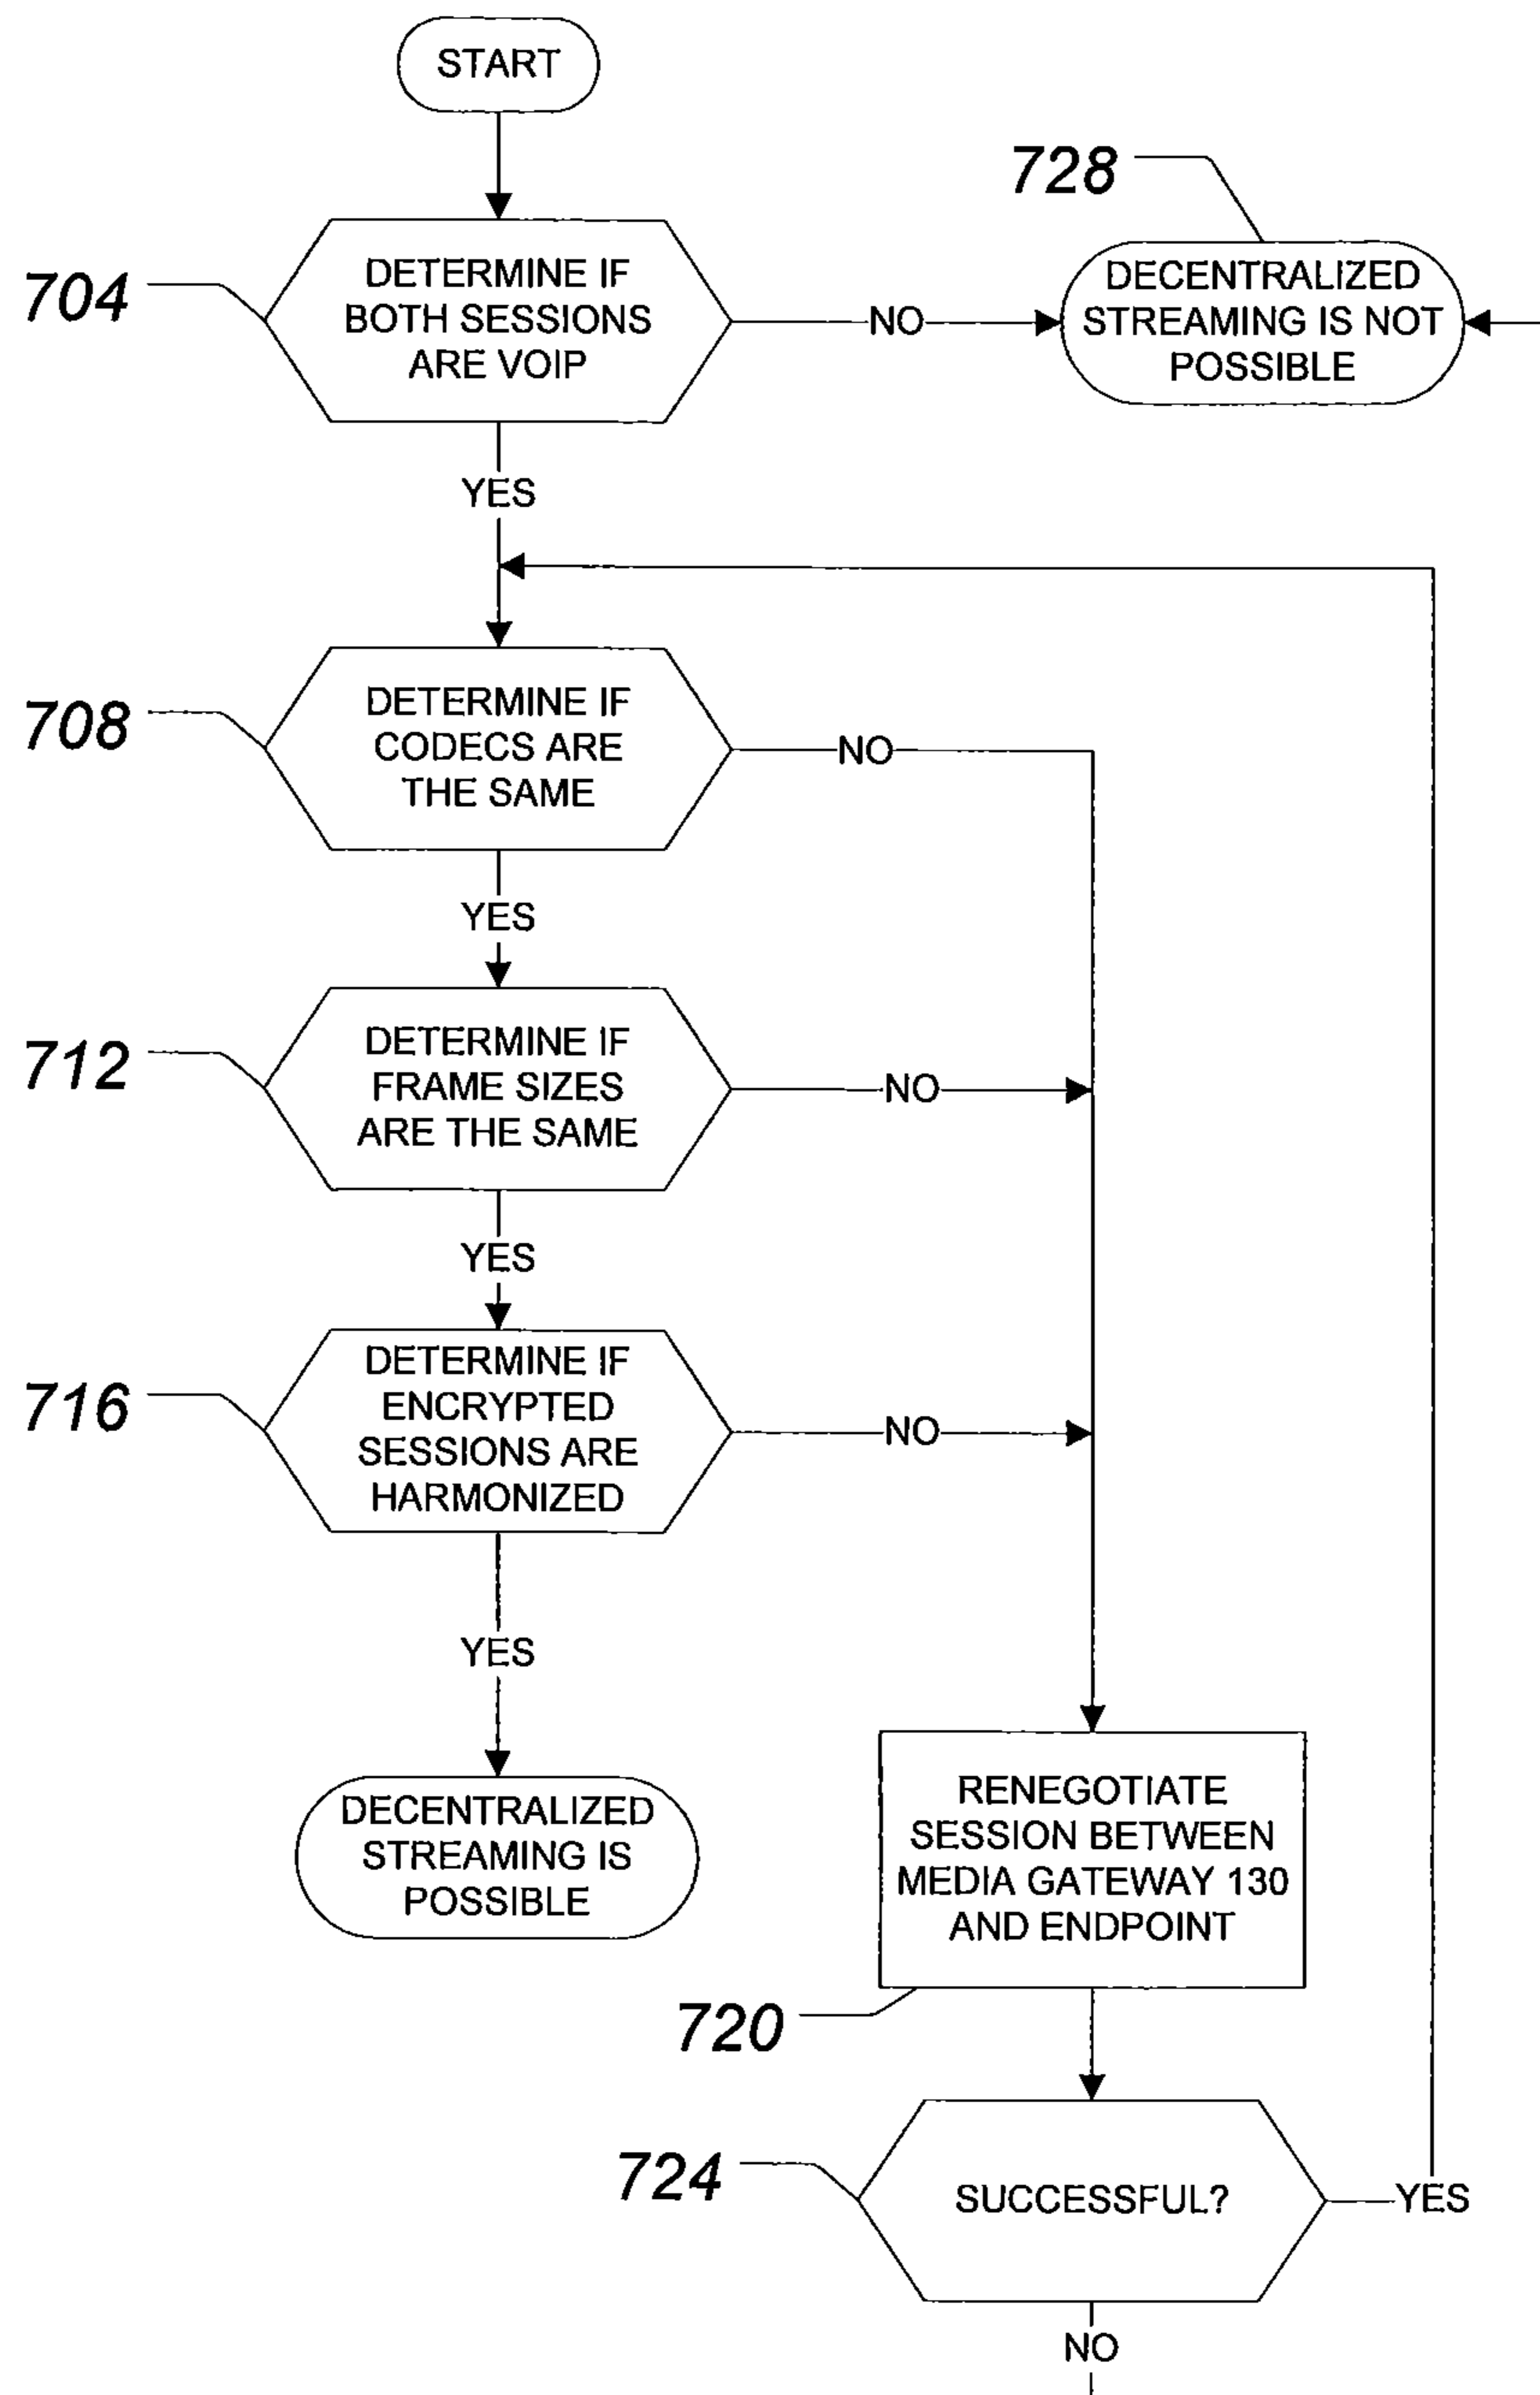 START
728
704
DETERMINE IF
BOTH SESSIONS
ARE VOIP
NO
DECENTRALIZED
STREAMING IS NOT
POSSIBLE
YES
708
DETERMINE IF
CODECS ARE
THE SAME
NO
YES
712
DETERMINE IF
FRAME SIZES
ARE THE SAME
NO
YES
716
DETERMINE IF
ENCRYPTED
SESSIONS ARE
HARMONIZED
NO
YES
DECENTRALIZED
STREAMING IS
POSSIBLE
RENEGOTIATE
SESSION BETWEEN
MEDIA GATEWAY 130
AND ENDPOINT
720
724
SUCCESSFUL?
YES
NO